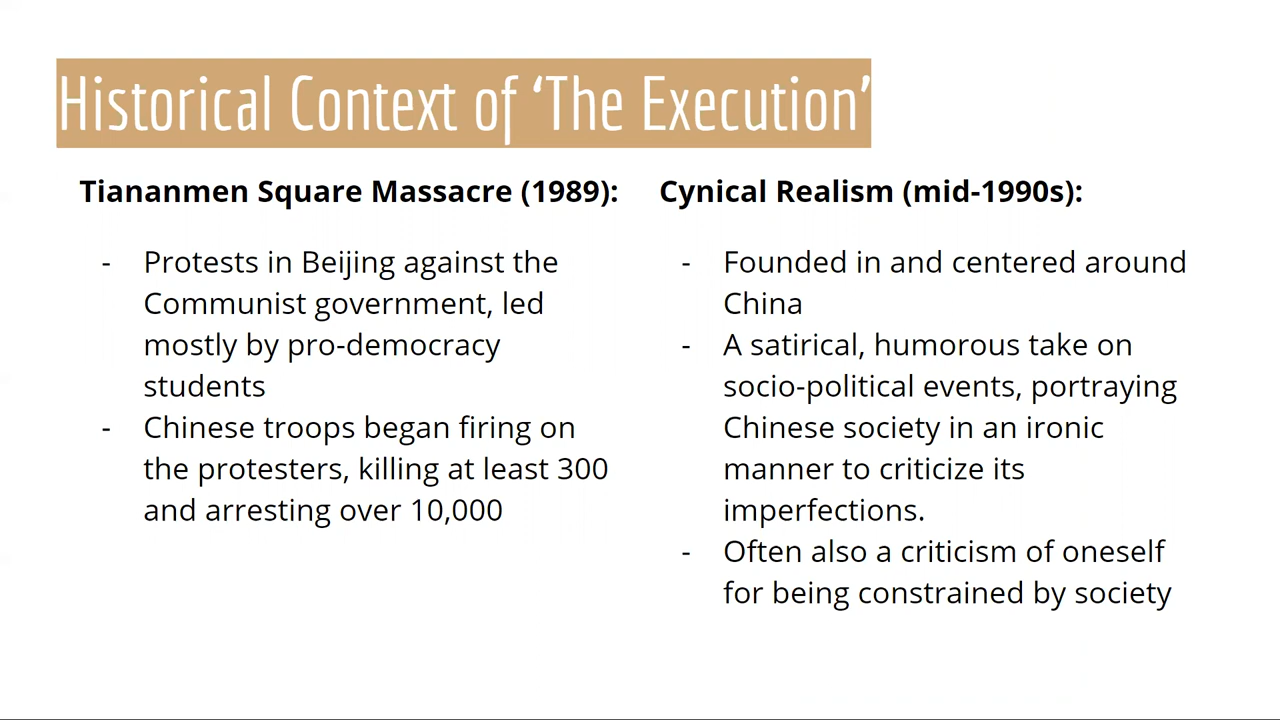 Historical Context of ‘The Execution’
Tiananmen Square Massacre (1989):
- Protests in Beijing against the
Communist government, led
mostly by pro-democracy
students
- Chinese troops began firing on
the protesters, killing at least 300
and arresting over 10,000
Cynical Realism (mid-1990s):
- Founded in and centered around
China
- A satirical, humorous take on
socio-political events, portraying
Chinese society in an ironic
manner to criticize its
imperfections.
- Often also a criticism of oneself
for being constrained by society